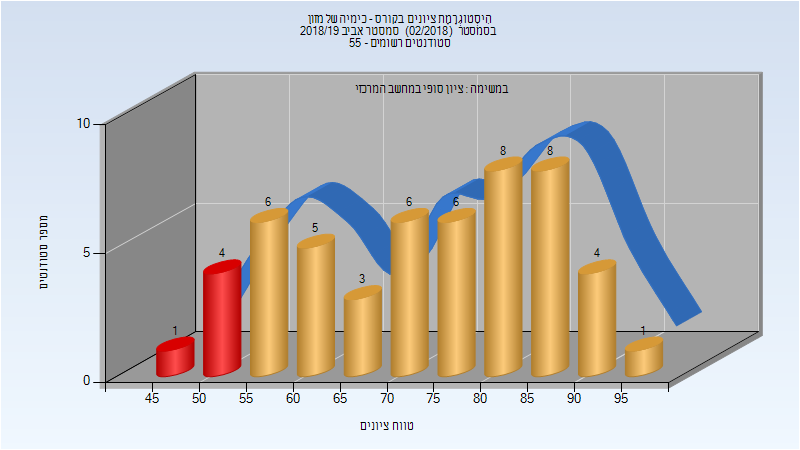 היסטוגרמת ציונים בקורס - כימיה של מזון
בסמסטר (02/2018) סמסטר אביב 2018/19
סטודנטים רשומים - 55
במשימה : ציון סופי במחשב המרכזי
10
5
0
מספר סטודנטים
1
4
6
5
3
6
6
8
8
4
1
45 50 55 60 65 70 75 80 85 90 95
טווח ציונים